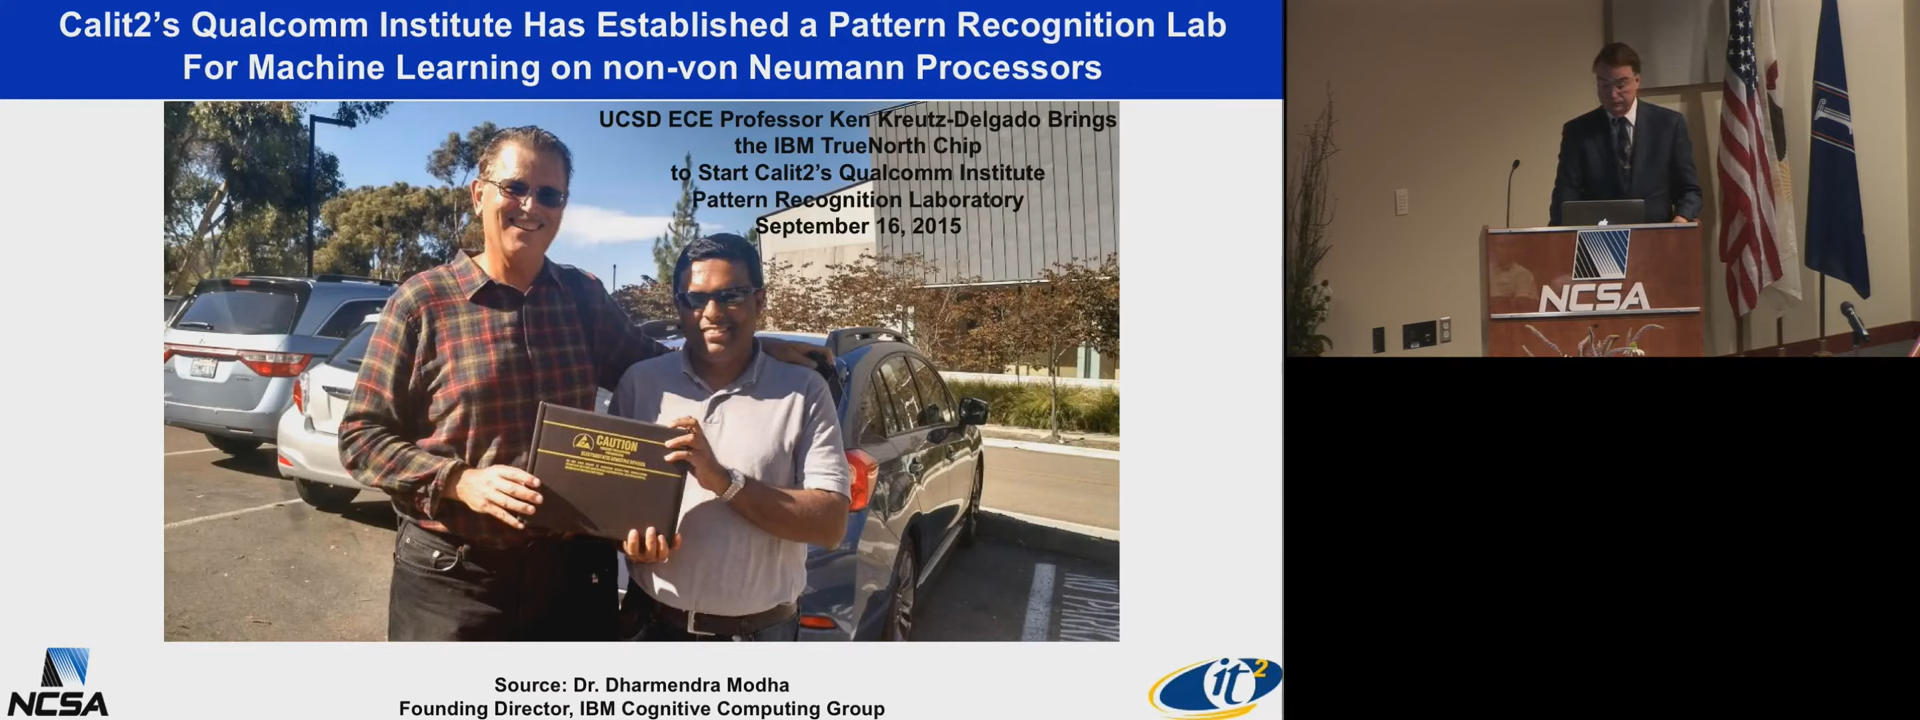 Calit2's Qualcomm Institute Has Established a Pattern Recognition Lab
For Machine Learning on non-von Neumann Processors
UCSD ECE Professor Ken Kreutz-Delgado Brings
the IBM TrueNorth Chip
to Start Calit2's Qualcomm Institute
Pattern Recognition Laboratory
September 16, 2015
CAUTION
NO PARKING
Source: Dr. Dharmendra Modha
Founding Director, IBM Cognitive Computing Group
NCSA
it2
NCSA